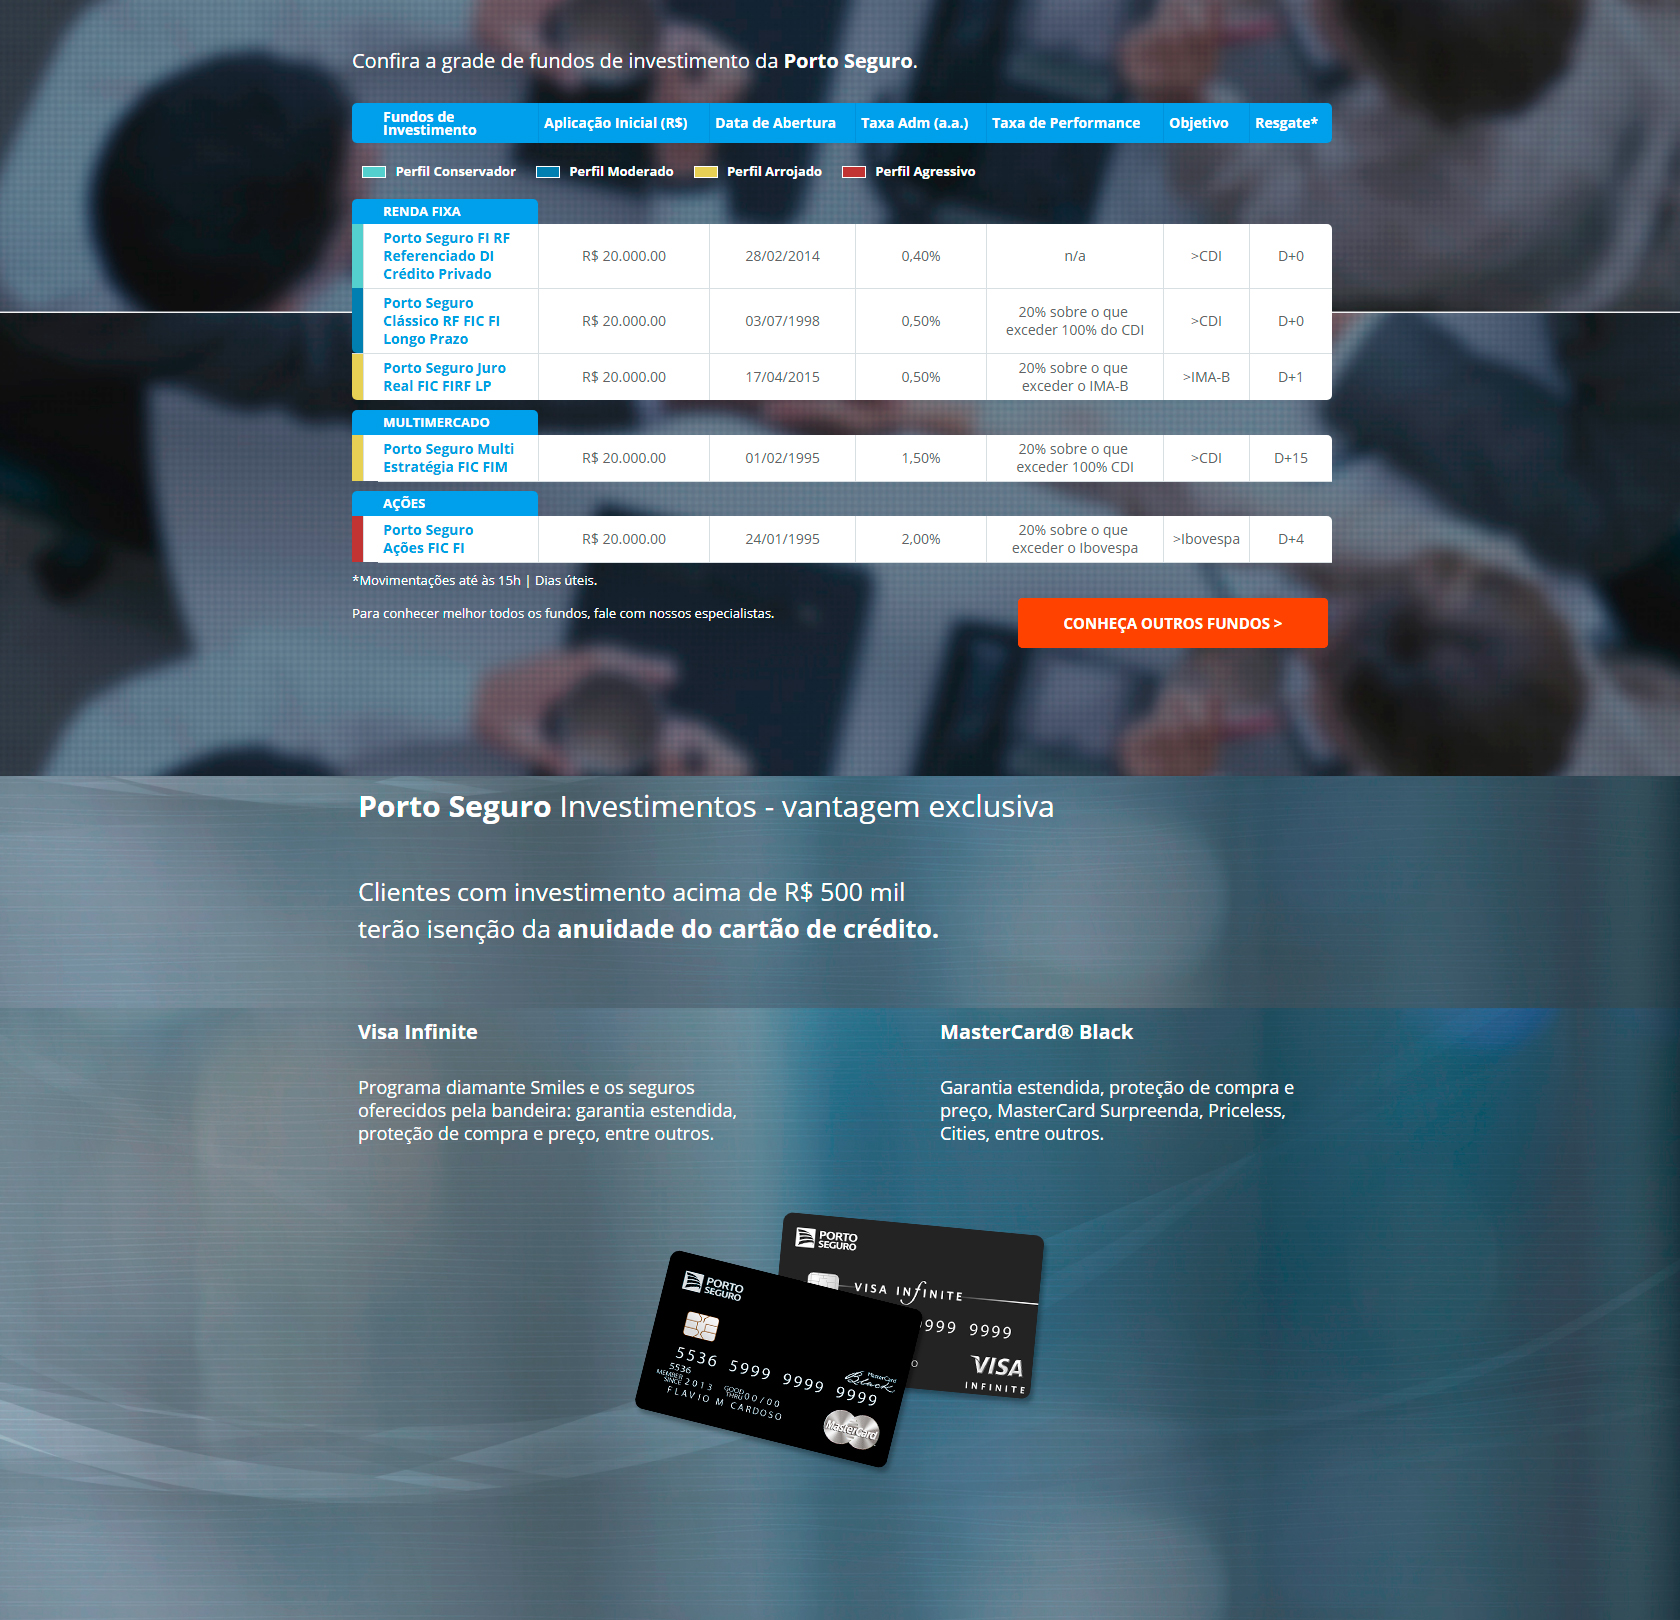 Confira a grade de fundos de investimento da Porto Seguro.
Fundos de
Investimento
Aplicação Inicial (R$)
Data de Abertura
Taxa Adm (a.a.)
Taxa de Performance
Objetivo
Resgate*
Perfil Conservador
Perfil Moderado
Perfil Arrojado
Perfil Agressivo
RENDA FIXA
Porto Seguro FI RF
Referenciado DI
Crédito Privado
R$ 20.000.00
28/02/2014
0,40%
n/a
>CDI
D+0
Porto Seguro
Clássico RF FIC FI
Longo Prazo
R$ 20.000.00
03/07/1998
0,50%
20% sobre o que
exceder 100% do CDI
>CDI
D+0
Porto Seguro Juro
Real FIC FIRF LP
R$ 20.000.00
17/04/2015
0,50%
20% sobre o que
exceder o IMA-B
>IMA-B
D+1
MULTIMERCADO
Porto Seguro Multi
Estratégia FIC FIM
R$ 20.000.00
01/02/1995
1,50%
20% sobre o que
exceder 100% CDI
>CDI
D+15
AÇÕES
Porto Seguro
Ações FIC FI
R$ 20.000.00
24/01/1995
2,00%
20% sobre o que
exceder o Ibovespa
>Ibovespa
D+4
*Movimentações até às 15h | Dias úteis.
Para conhecer melhor todos os fundos, fale com nossos especialistas.
CONHEÇA OUTROS FUNDOS >
Porto Seguro Investimentos - vantagem exclusiva
Clientes com investimento acima de R$ 500 mil
terão isenção da anuidade do cartão de crédito.
Visa Infinite
Programa diamante Smiles e os seguros
oferecidos pela bandeira: garantia estendida,
proteção de compra e preço, entre outros.
MasterCard® Black
Garantia estendida, proteção de compra e
preço, MasterCard Surpreenda, Priceless,
Cities, entre outros.
PORTO
SEGURO
VISA INFINITE
999 9999
O
VISA
INFINITE
PORTO
SEGURO
5536 5999 9999 9999
5536
MEMBER
SINCE 2013
GOOD
THRU 00/00
FLAVIO M CARDOSO
MasterCard
Black
MasterCard